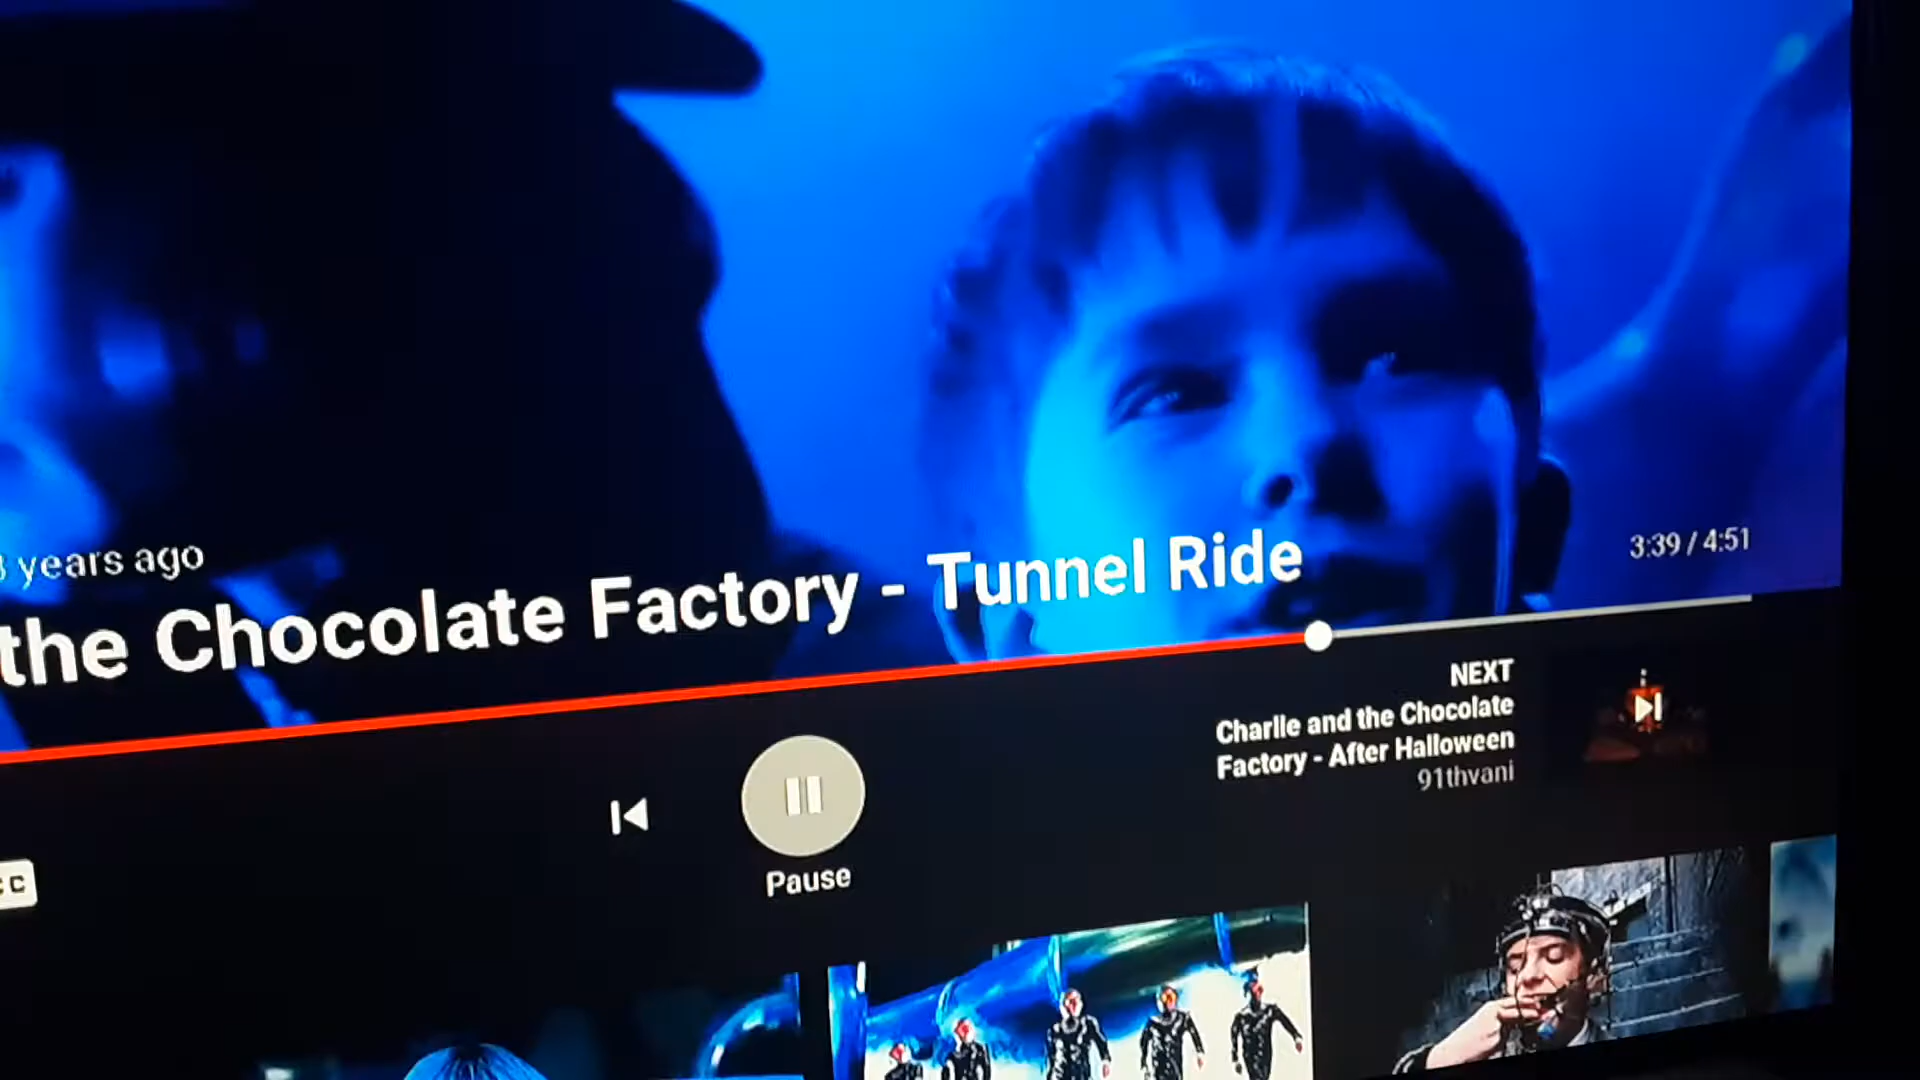 years ago
the Chocolate Factory - Tunnel Ride
3:39 / 4:51
NEXT
Charlie and the Chocolate
Factory - After Halloween
91thvani
Pause